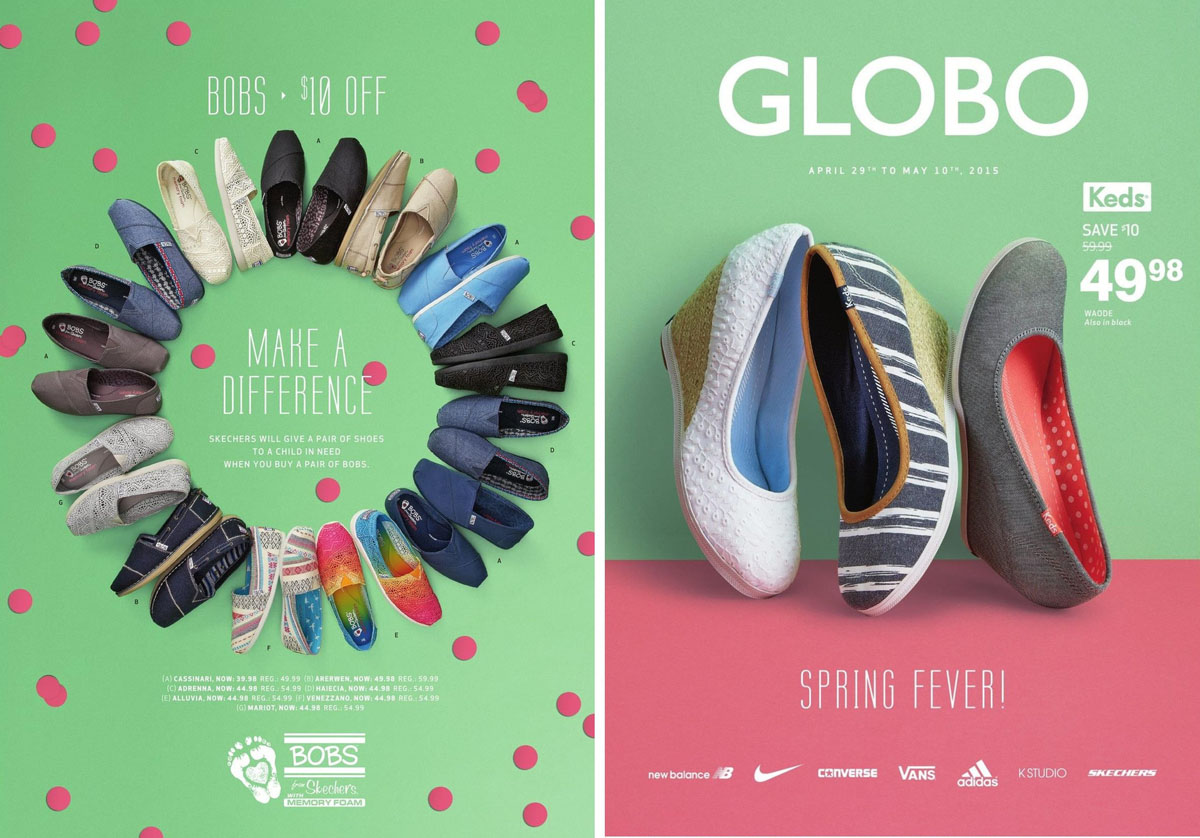 BOBS ▸ $10 OFF
C
A
B
D
A
A
C
D
G
B
A
E
F
MAKE A
DIFFERENCE
SKECHERS WILL GIVE A PAIR OF SHOES
TO A CHILD IN NEED
WHEN YOU BUY A PAIR OF BOBS.
(A) CASSINARI, NOW: 39.98 REG.: 49.99 (B) ARERWEN, NOW: 49.98 REG.: 59.99
(C) ADRENNA, NOW: 44.98 REG.: 54.99 (D) HAIECIA, NOW: 44.98 REG.: 54.99
(E) ALLUVIA, NOW: 44.98 REG.: 54.99 (F) VENEZZANO, NOW: 44.98 REG.: 54.99
(G) MARIOT, NOW: 44.98 REG.: 54.99
BOBS
from Skechers
WITH
MEMORY FOAM
GLOBO
APRIL 29TH TO MAY 10TH, 2015
Keds
SAVE $10
59.99
49.98
WAODE
Also in black
Keds
Keds
SPRING FEVER!
new balance NB
CONVERSE
VANS
adidas
K STUDIO
SKECHERS